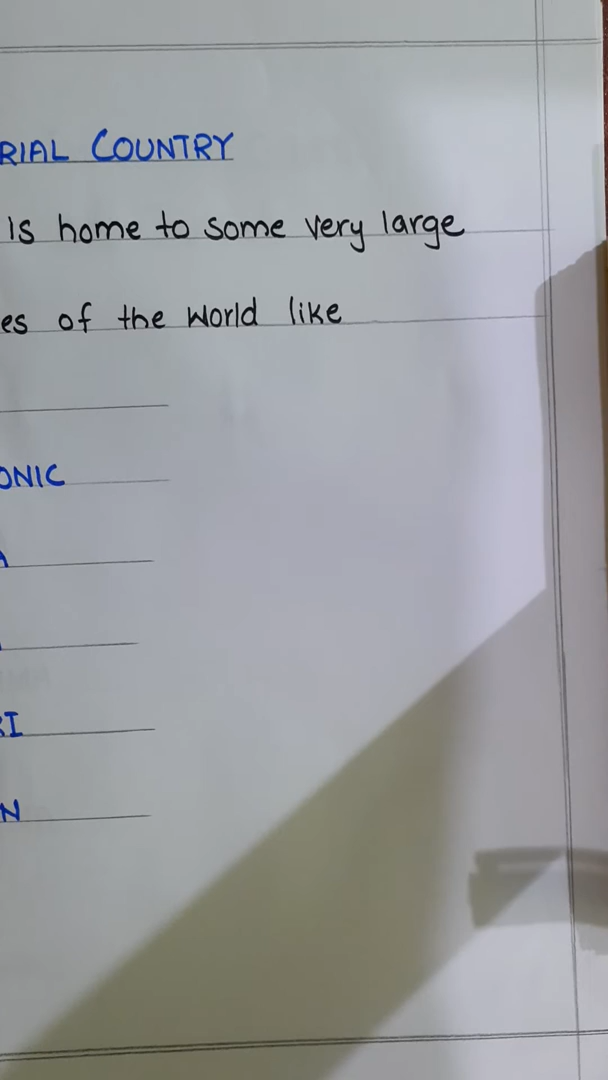 RIAL COUNTRY
is home to some very large
es of the world like
ONIC
A
I
N